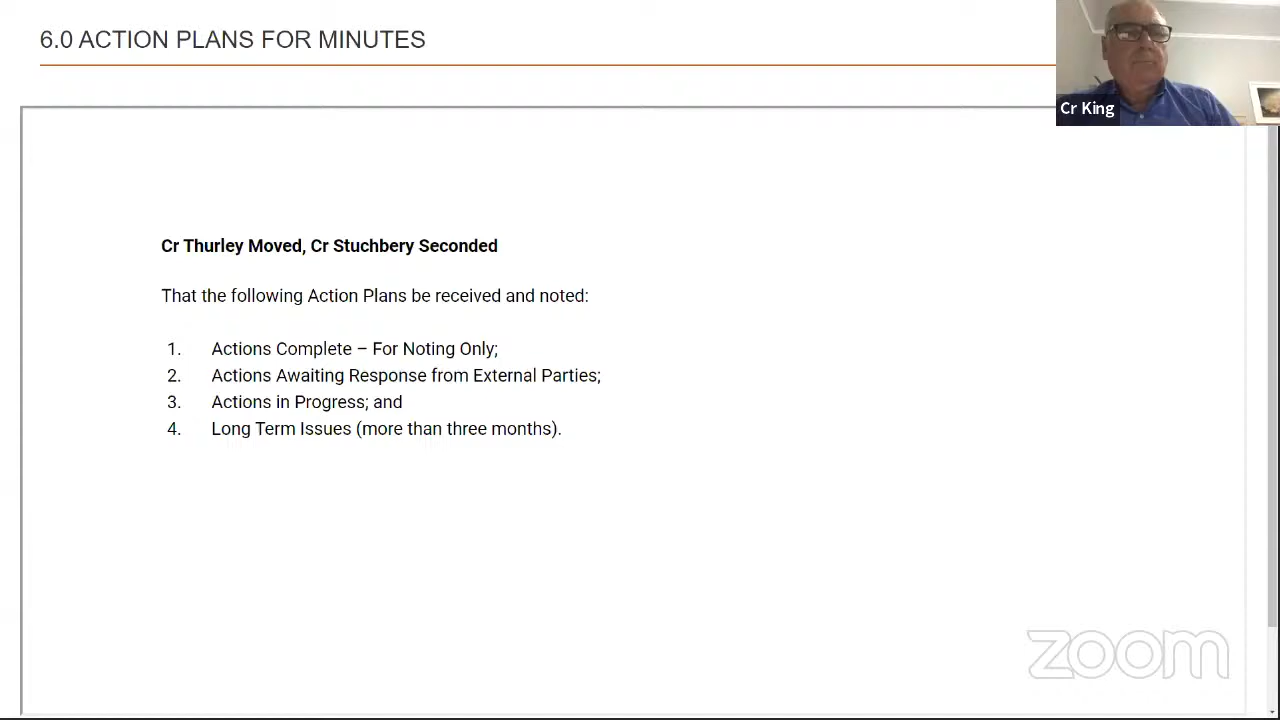 6.0 ACTION PLANS FOR MINUTES
Cr King
Cr Thurley Moved, Cr Stuchbery Seconded
That the following Action Plans be received and noted:
1. Actions Complete – For Noting Only;
2. Actions Awaiting Response from External Parties;
3. Actions in Progress; and
4. Long Term Issues (more than three months).
zoom